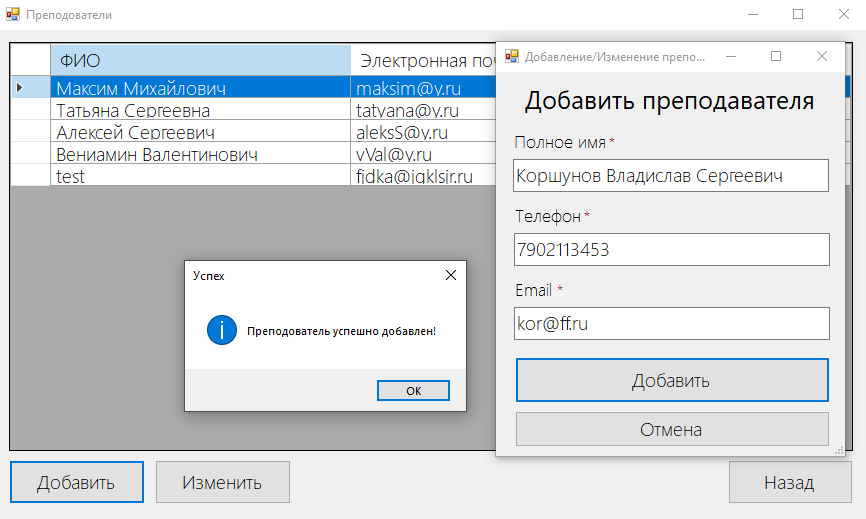 Преподователи
ФИО
Электронная поч
Максим Михайлович
maksim@y.ru
Татьяна Сергеевна
tatyana@y.ru
Алексей Сергеевич
aleksS@y.ru
Вениамин Валентинович
vVal@y.ru
test
fjdka@jgklsjr.ru
Добавление/Изменение препо...
Добавить преподавателя
Полное имя *
Коршунов Владислав Сергеевич
Телефон *
7902113453
Email *
kor@ff.ru
Добавить
Отмена
Успех
Преподователь успешно добавлен!
ОК
Добавить
Изменить
Назад